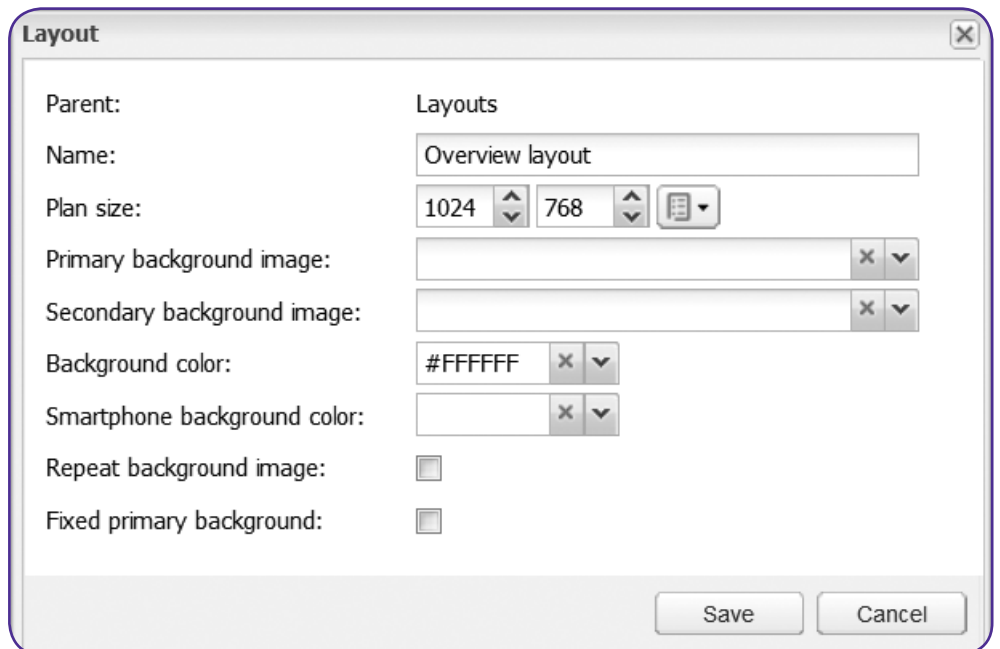 Layout
Parent: Layouts
Name: Overview layout
Plan size: 1024 768
Primary background image:
Secondary background image:
Background color: #FFFFFF
Smartphone background color:
Repeat background image:
Fixed primary background:
Save Cancel